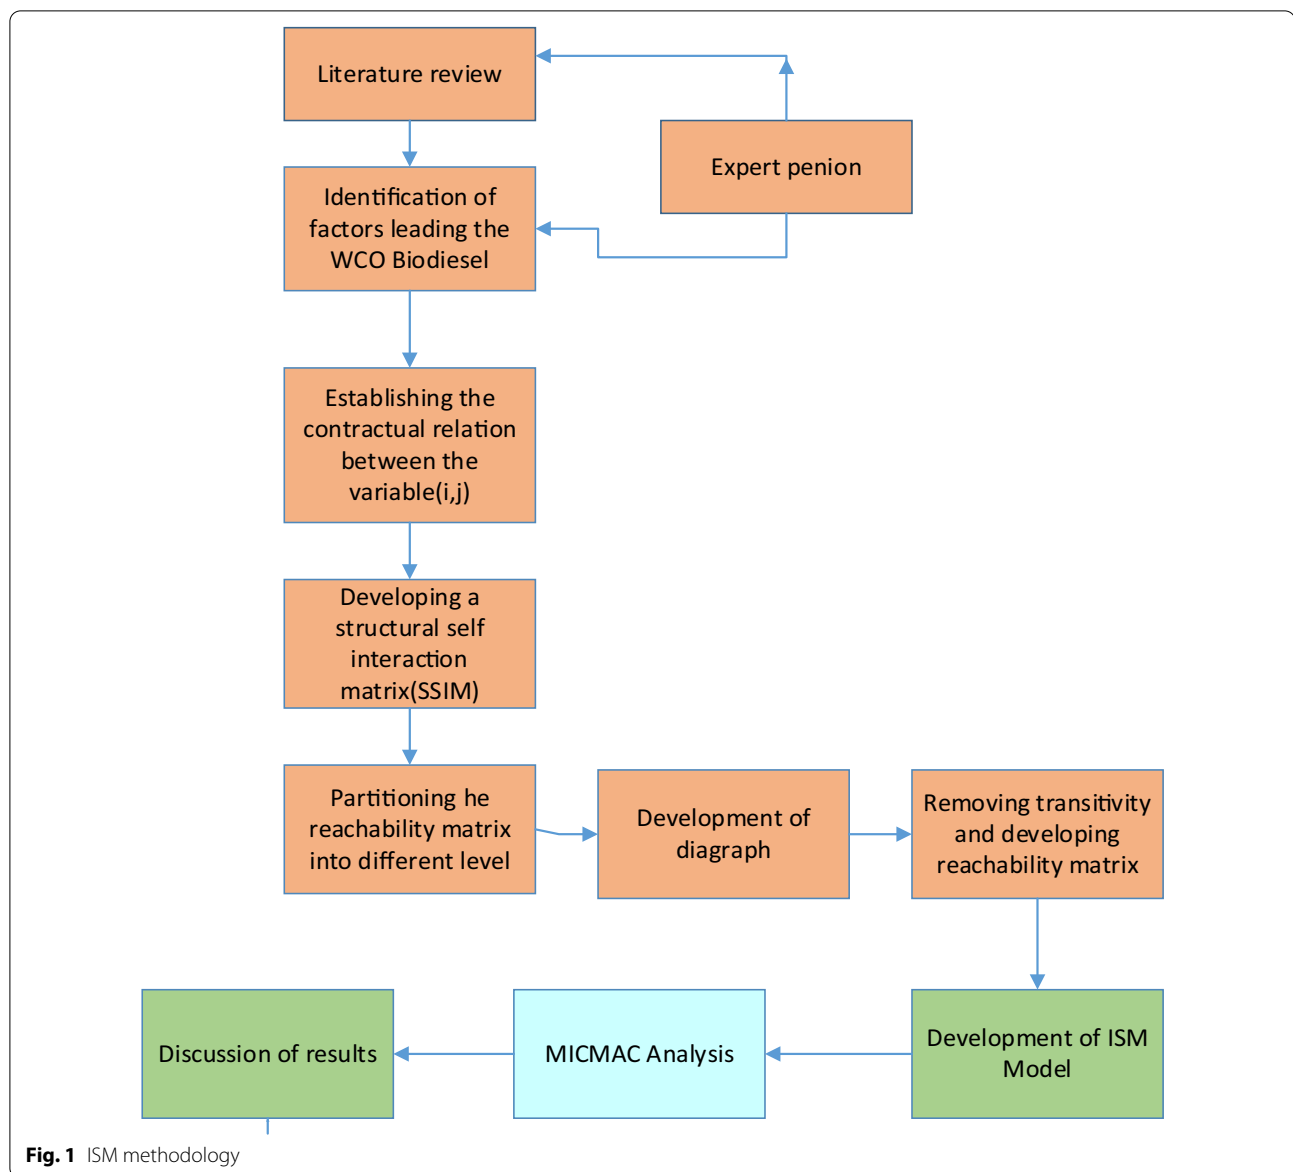 Literature review
Expert penion
Identification of
factors leading the
WCO Biodiesel
Establishing the
contractual relation
between the
variable(i,j)
Developing a
structural self
interaction
matrix(SSIM)
Partitioning he
reachability matrix
into different level
Development of
diagraph
Removing transitivity
and developing
reachability matrix
Discussion of results
MICMAC Analysis
Development of ISM
Model
Fig. 1 ISM methodology